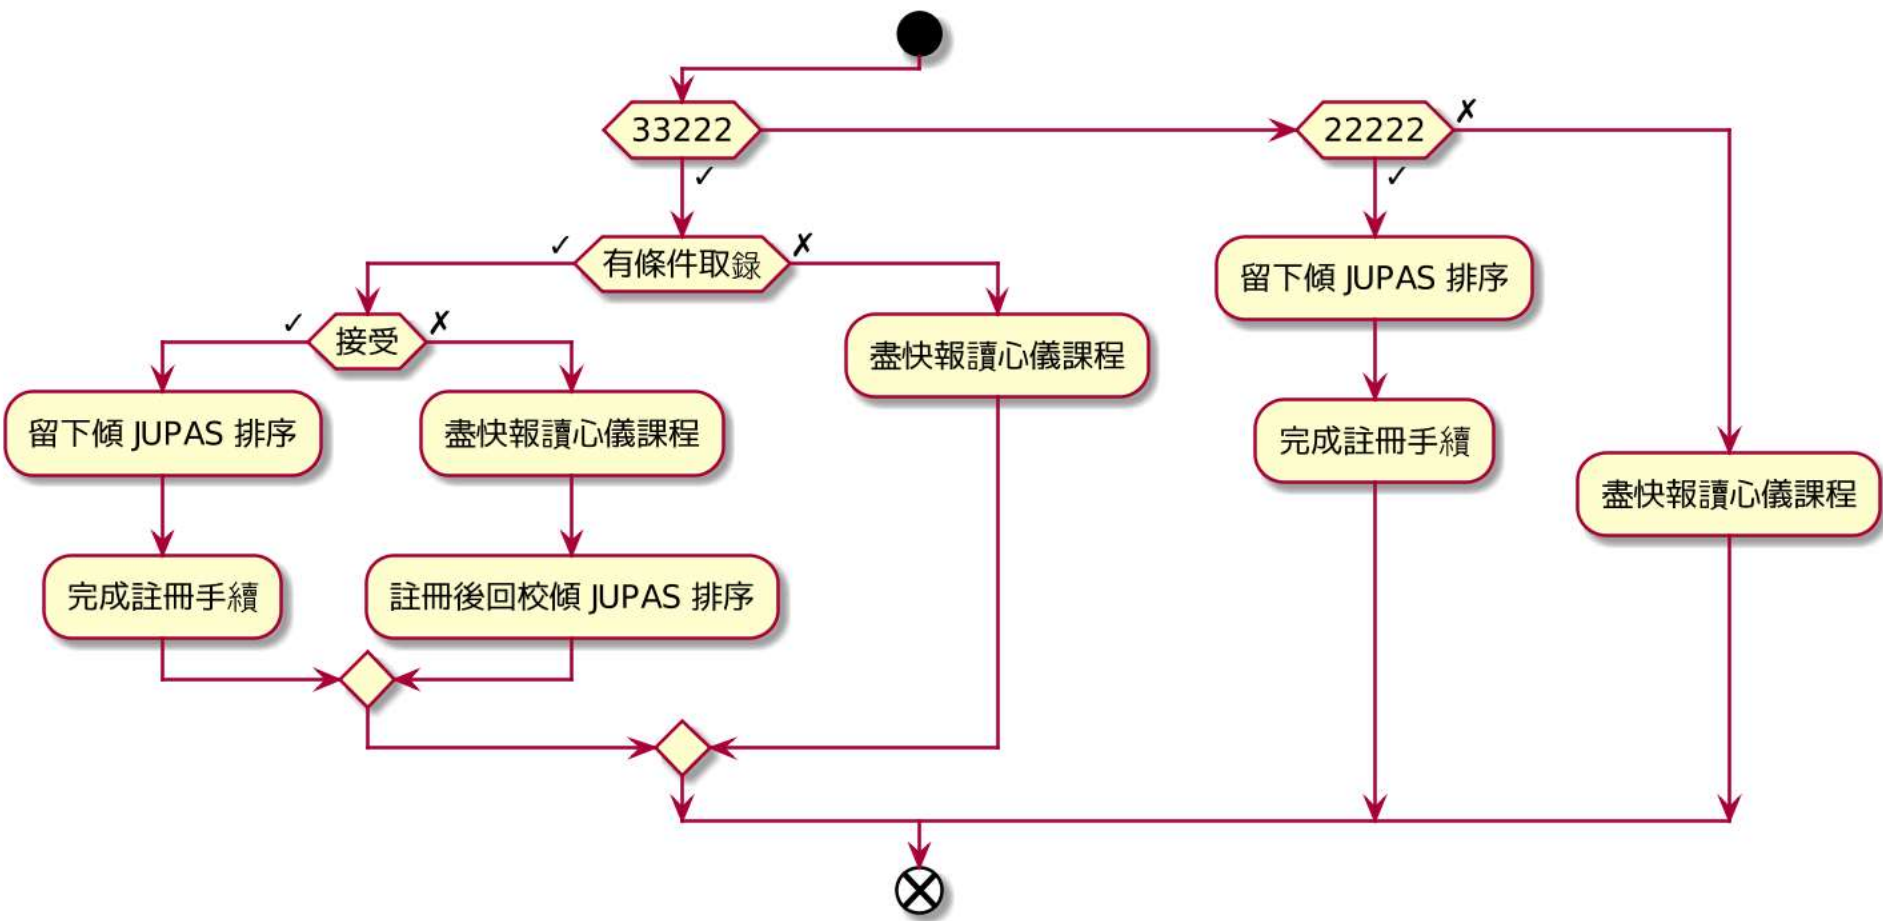 33222
22222
✗
✓
✓
✓
有條件取錄
✗
留下傾 JUPAS 排序
✓
接受
✗
盡快報讀心儀課程
留下傾 JUPAS 排序
盡快報讀心儀課程
完成註冊手續
盡快報讀心儀課程
完成註冊手續
註冊後回校傾 JUPAS 排序